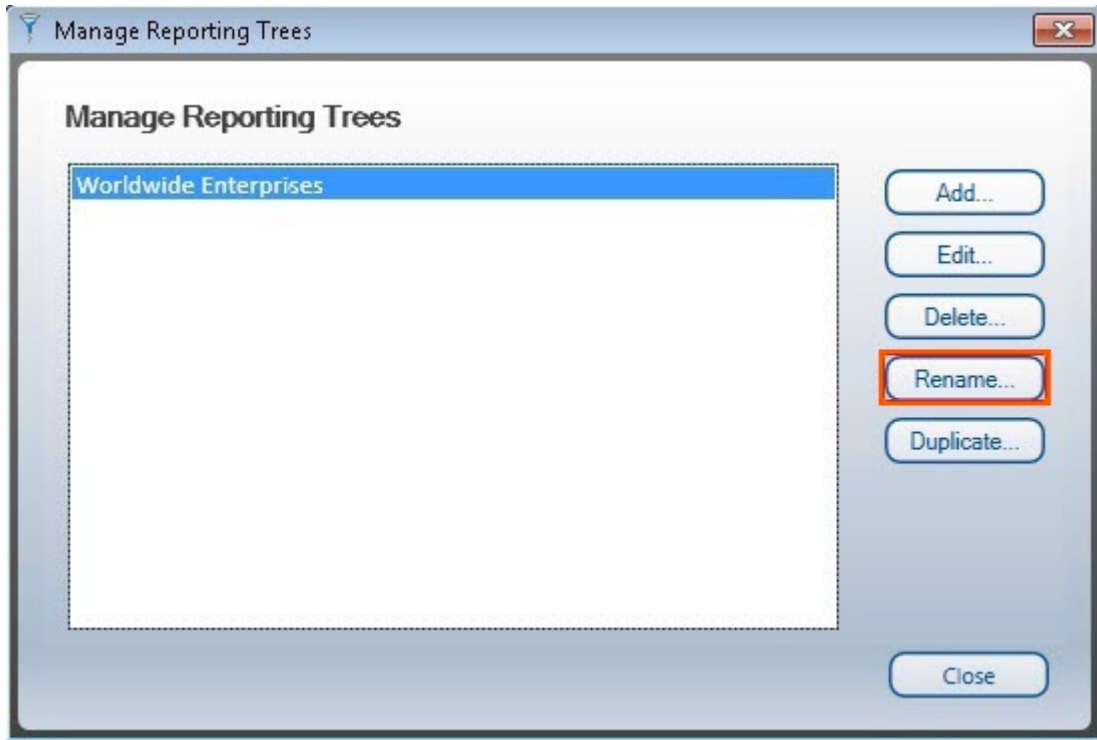 Manage Reporting Trees
Manage Reporting Trees
Worldwide Enterprises
Add...
Edit...
Delete...
Rename...
Duplicate...
Close